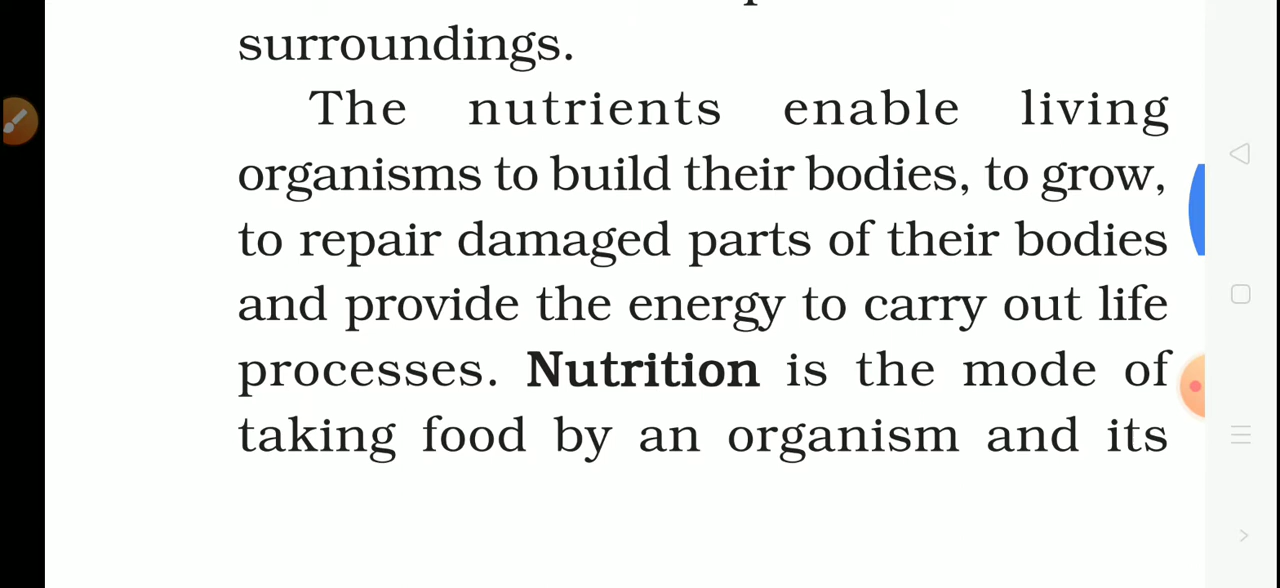 surroundings.
The nutrients enable living
organisms to build their bodies, to grow,
to repair damaged parts of their bodies
and provide the energy to carry out life
processes. Nutrition is the mode of
taking food by an organism and its